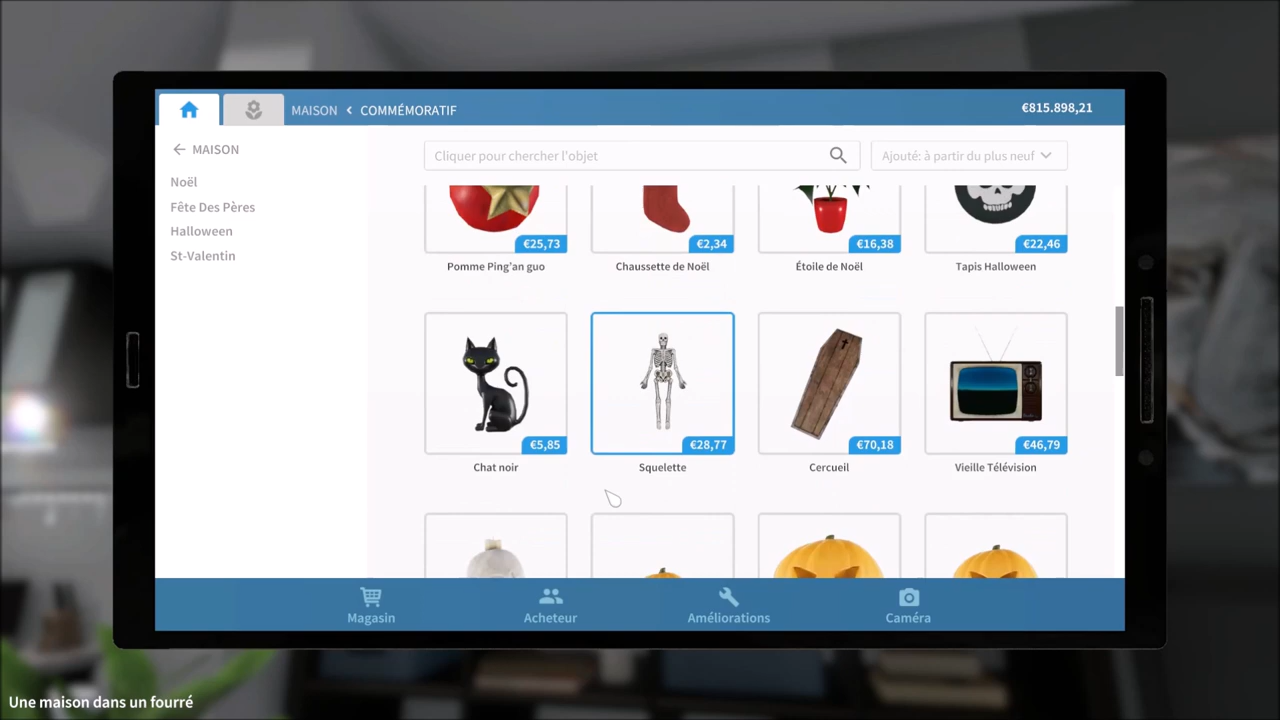 MAISON < COMMÉMORATIF
€815.898,21
MAISON
Cliquer pour chercher l'objet
Ajouté: à partir du plus neuf
Noël
Fête Des Pères
Halloween
St-Valentin
€25,73
€2,34
€16,38
€22,46
Pomme Ping'an guo
Chaussette de Noël
Étoile de Noël
Tapis Halloween
€5,85
€28,77
€70,18
€46,79
Chat noir
Squelette
Cercueil
Vieille Télévision
Magasin
Acheteur
Améliorations
Caméra
Une maison dans un fourré